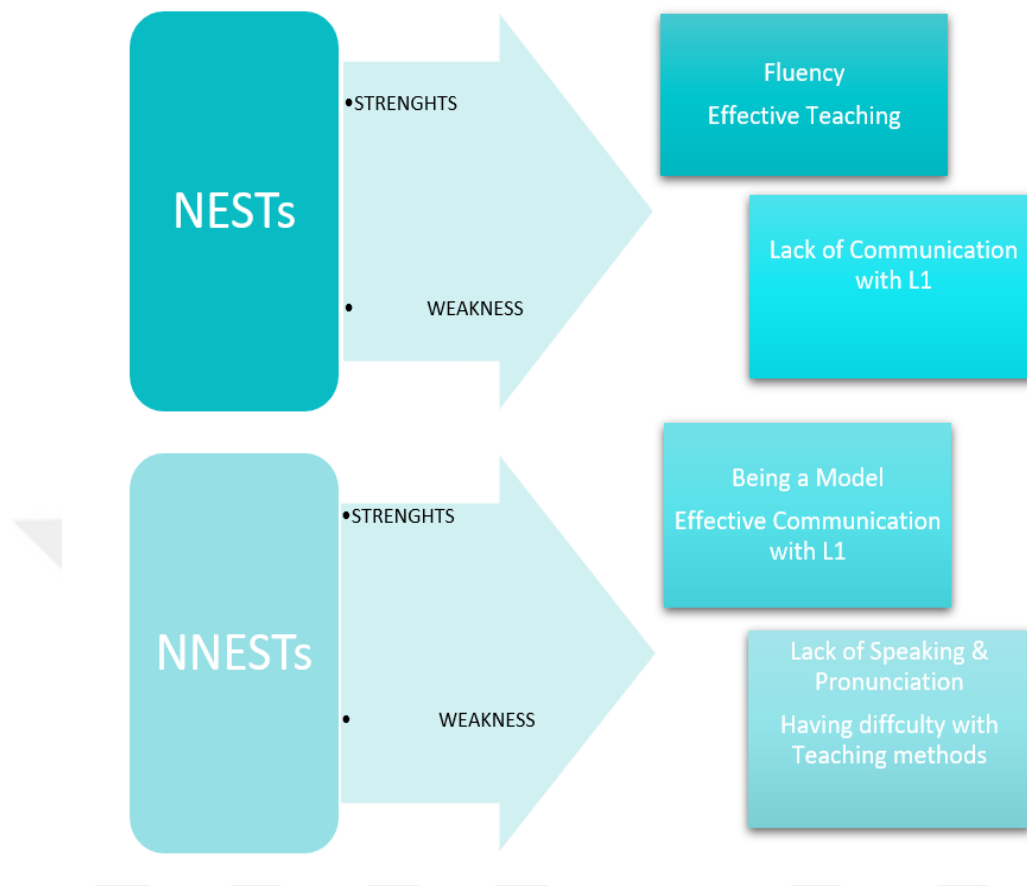 NESTs
•STRENGHTS
• WEAKNESS
Fluency
Effective Teaching
Lack of Communication
with L1
NNESTs
•STRENGHTS
• WEAKNESS
Being a Model
Effective Communication
with L1
Lack of Speaking &
Pronunciation
Having diffculty with
Teaching methods